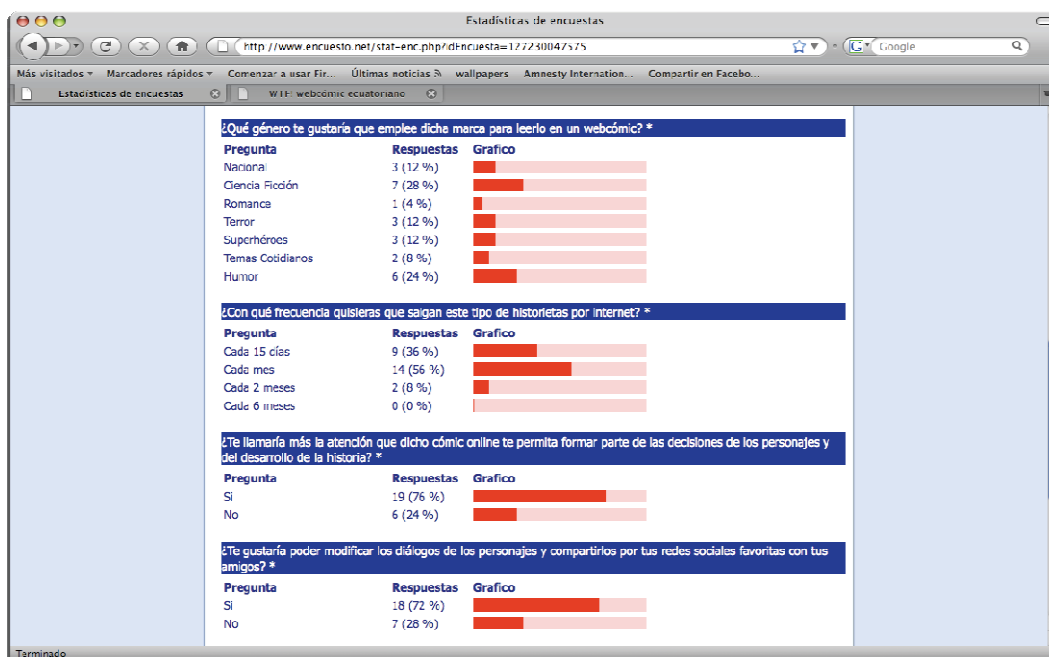 Estadísticas de encuestas
http://www.encuesto.net/stat-enc.php?idEncuesta=127230047575
Google
Más visitados Marcadores rápidos Comenzar a usar Fir... Últimas noticias wallpapers Amnesty Internation... Compartir en Facebo...
Estadísticas de encuestas WTF! webcómic ecuatoriano
¿Qué género te gustaría que emplee dicha marca para leerlo en un webcómic? *
Pregunta Respuestas Grafico
Nacional 3 (12 %)
Ciencia Ficción 7 (28 %)
Romance 1 (4 %)
Terror 3 (12 %)
Superhéroes 3 (12 %)
Temas Cotidianos 2 (8 %)
Humor 6 (24 %)
¿Con qué frecuencia quisieras que salgan este tipo de historietas por internet? *
Pregunta Respuestas Grafico
Cada 15 días 9 (36 %)
Cada mes 14 (56 %)
Cada 2 meses 2 (8 %)
Cada 6 meses 0 (0 %)
¿Te llamaría más la atención que dicho cómic online te permita formar parte de las decisiones de los personajes y
del desarrollo de la historia? *
Pregunta Respuestas Grafico
Si 19 (76 %)
No 6 (24 %)
¿Te gustaría poder modificar los diálogos de los personajes y compartirlos por tus redes sociales favoritas con tus
amigos? *
Pregunta Respuestas Grafico
Si 18 (72 %)
No 7 (28 %)
Terminado